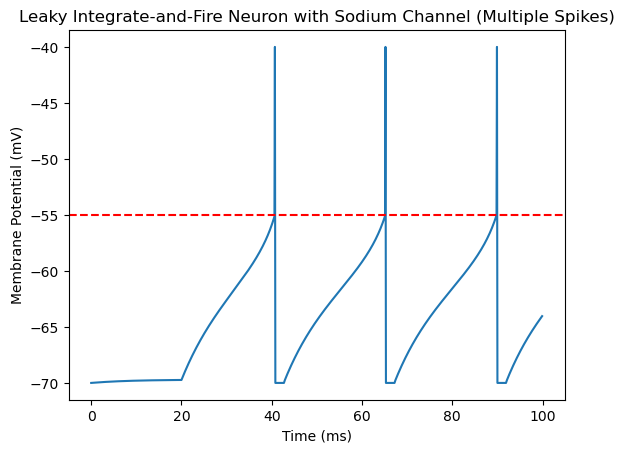 Leaky Integrate-and-Fire Neuron with Sodium Channel (Multiple Spikes)
−40
−45
−50
−55
−60
−65
−70
Membrane Potential (mV)
0 20 40 60 80 100
Time (ms)